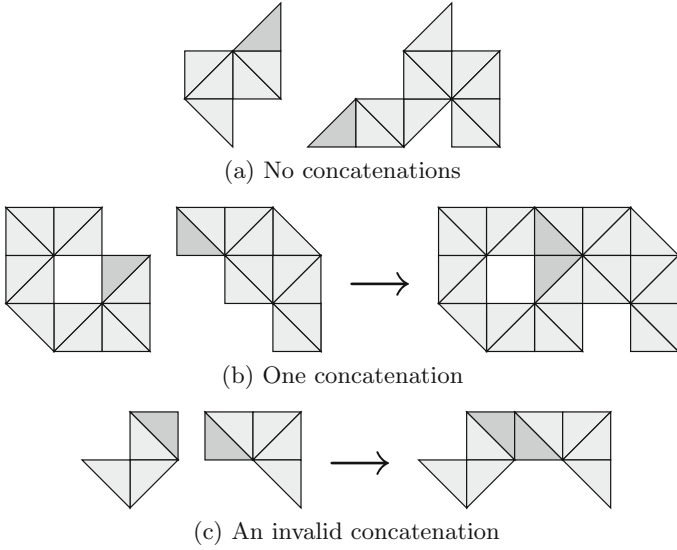 (a) No concatenations
(b) One concatenation
(c) An invalid concatenation